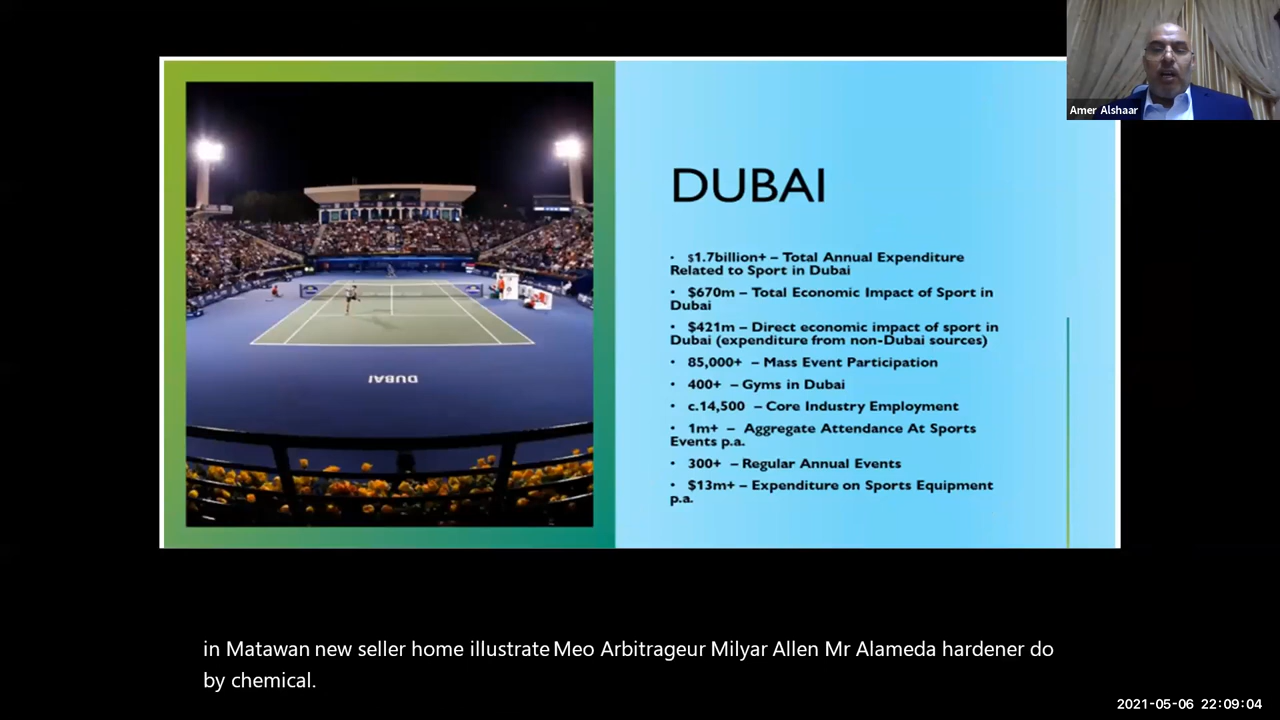 Amer Alshaar
DUBAI
• $1.7billion+ – Total Annual Expenditure
Related to Sport in Dubai
• $670m – Total Economic Impact of Sport in
Dubai
• $421m – Direct economic impact of sport in
Dubai (expenditure from non-Dubai sources)
• 85,000+ – Mass Event Participation
• 400+ – Gyms in Dubai
• c.14,500 – Core Industry Employment
• 1m+ – Aggregate Attendance At Sports
Events p.a.
• 300+ – Regular Annual Events
• $13m+ – Expenditure on Sports Equipment
p.a.
DUBAI
in Matawan new seller home illustrate Meo Arbitrageur Milyar Allen Mr Alameda hardener do
by chemical.
2021-05-06 22:09:04